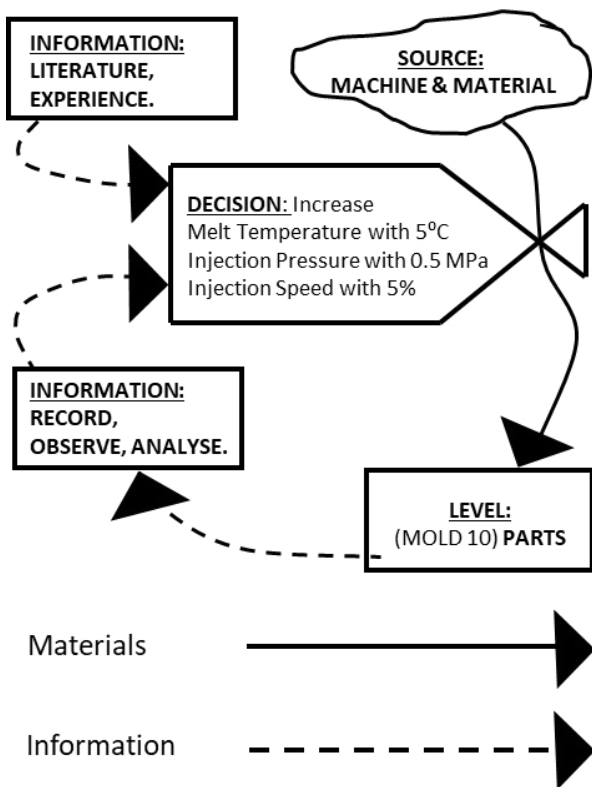 INFORMATION:
LITERATURE,
EXPERIENCE.
SOURCE:
MACHINE & MATERIAL
DECISION: Increase
Melt Temperature with 5⁰C
Injection Pressure with 0.5 MPa
Injection Speed with 5%
INFORMATION:
RECORD,
OBSERVE, ANALYSE.
LEVEL:
(MOLD 10) PARTS
Materials
Information